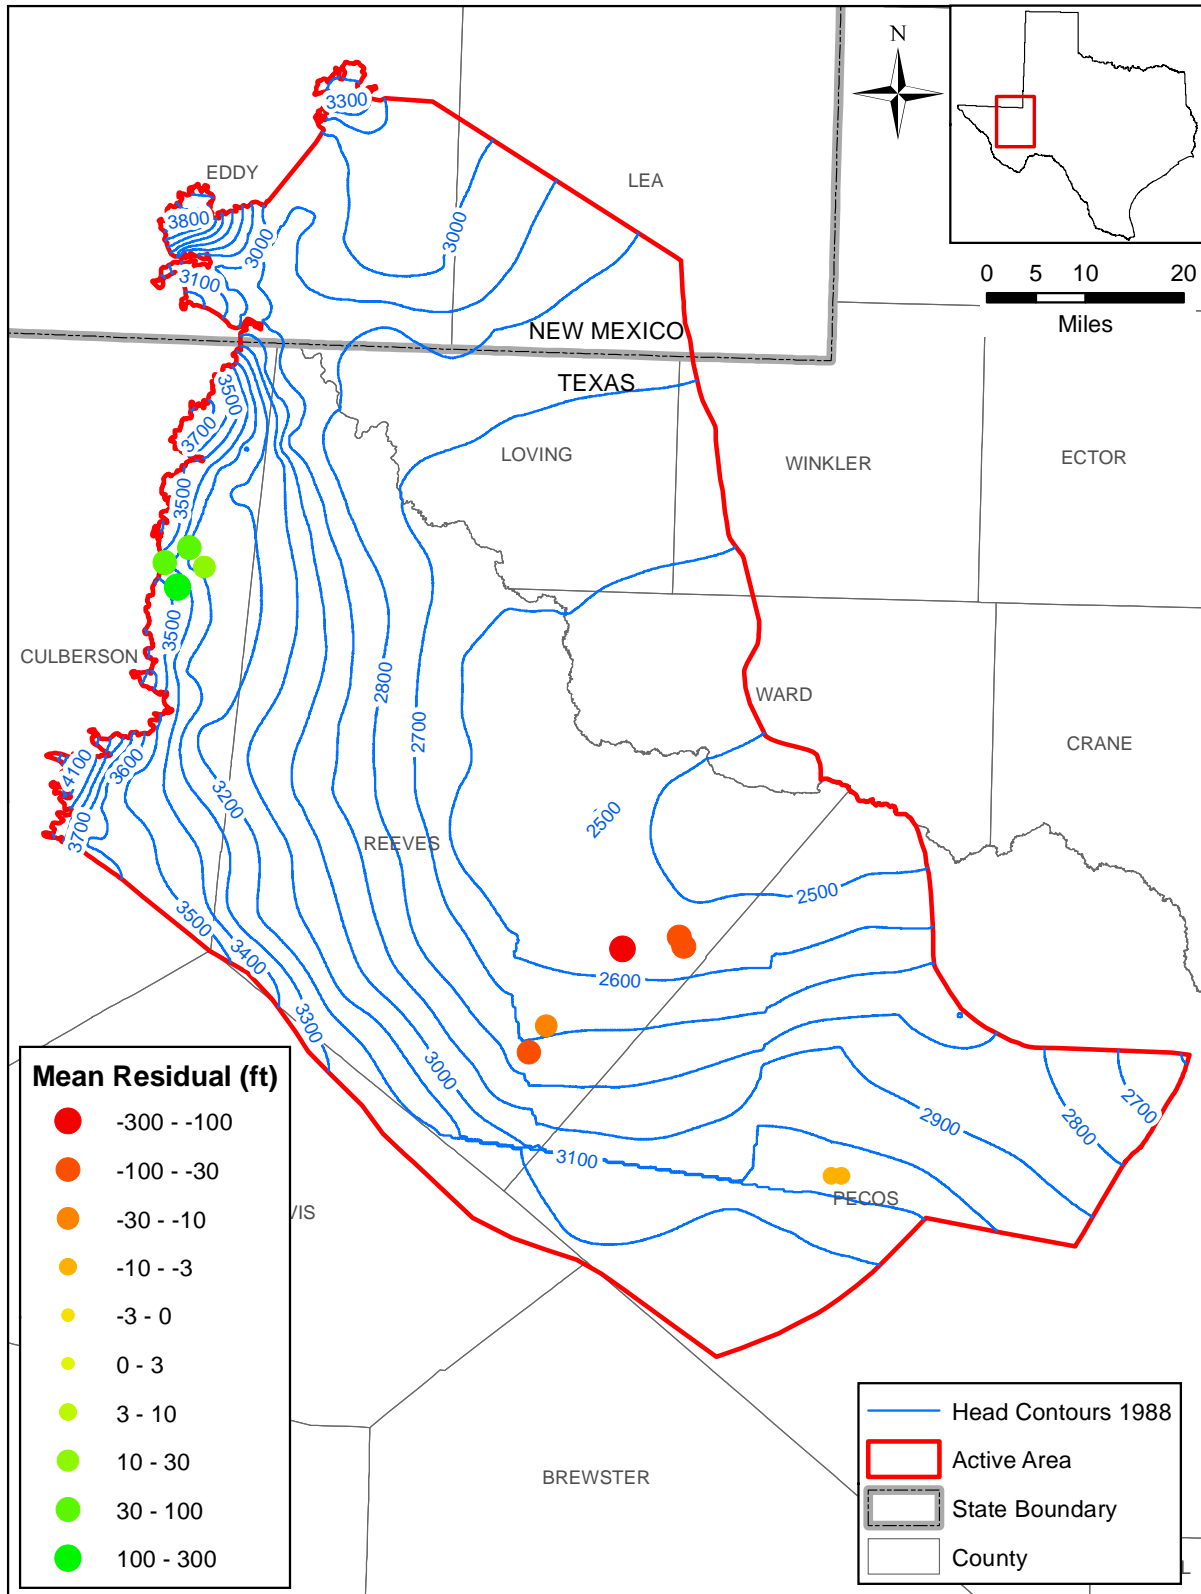 N
3300
EDDY
LEA
3800
3000
3000
3100
0 5 10 20
Miles
NEW MEXICO
TEXAS
3500
3700
LOVING
WINKLER
ECTOR
3500
3500
CULBERSON
2800
WARD
2700
CRANE
4100
3600
3200
2500
3700
REEVES
2500
3500
3400
2600
3300
3000
2900
2800
2700
3100
PECOS
VIS
BREWSTER
Mean Residual (ft)
-300 - -100
-100 - -30
-30 - -10
-10 - -3
-3 - 0
0 - 3
3 - 10
10 - 30
30 - 100
100 - 300
Head Contours 1988
Active Area
State Boundary
County
L